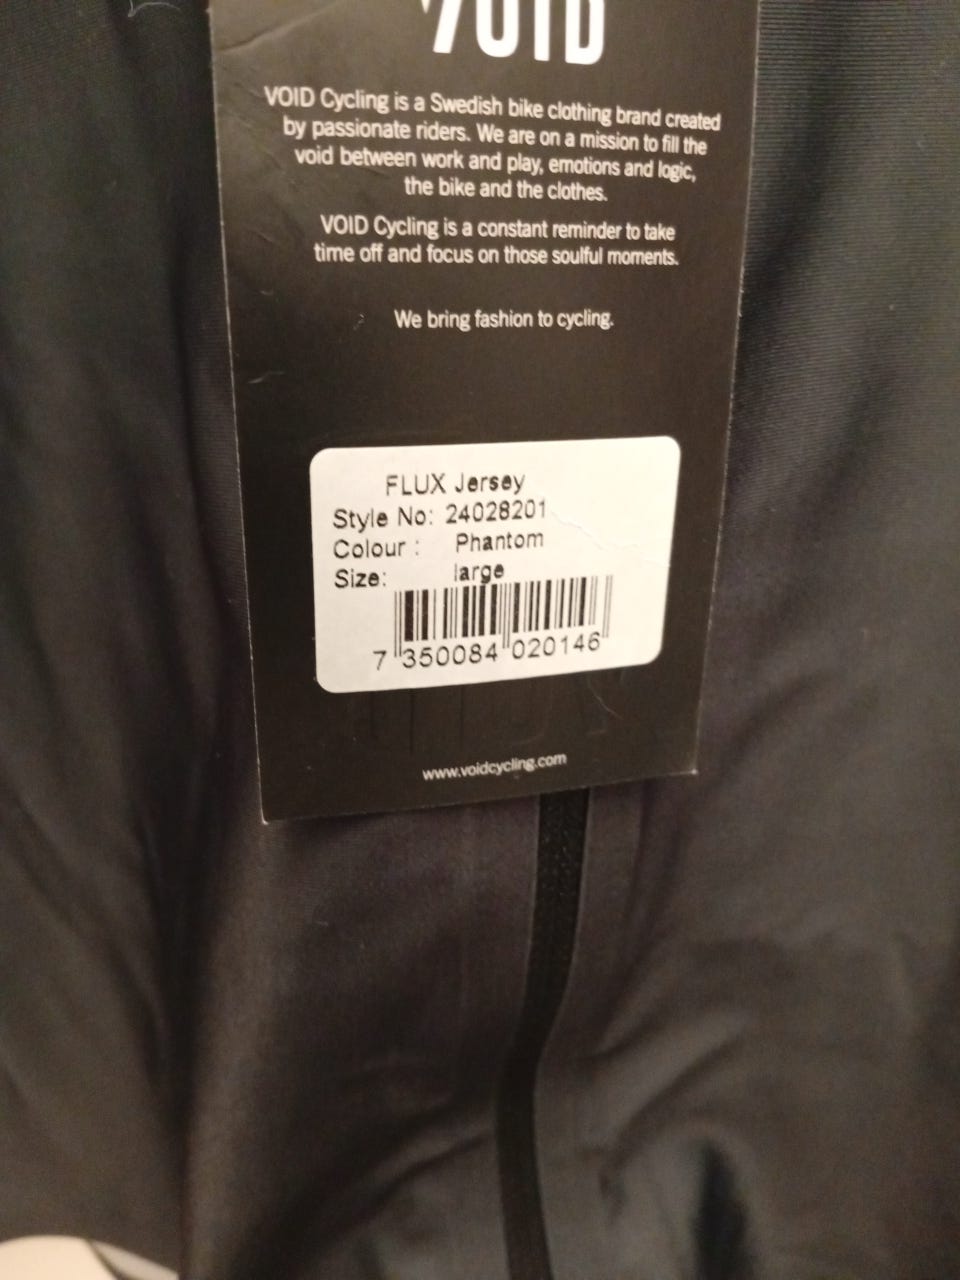 VOID
VOID Cycling is a Swedish bike clothing brand created
by passionate riders. We are on a mission to fill the
void between work and play, emotions and logic,
the bike and the clothes.
VOID Cycling is a constant reminder to take
time off and focus on those soulful moments.
We bring fashion to cycling.
FLUX Jersey
Style No: 24028201
Colour : Phantom
Size: large
7 350084 020146
www.voidcycling.com